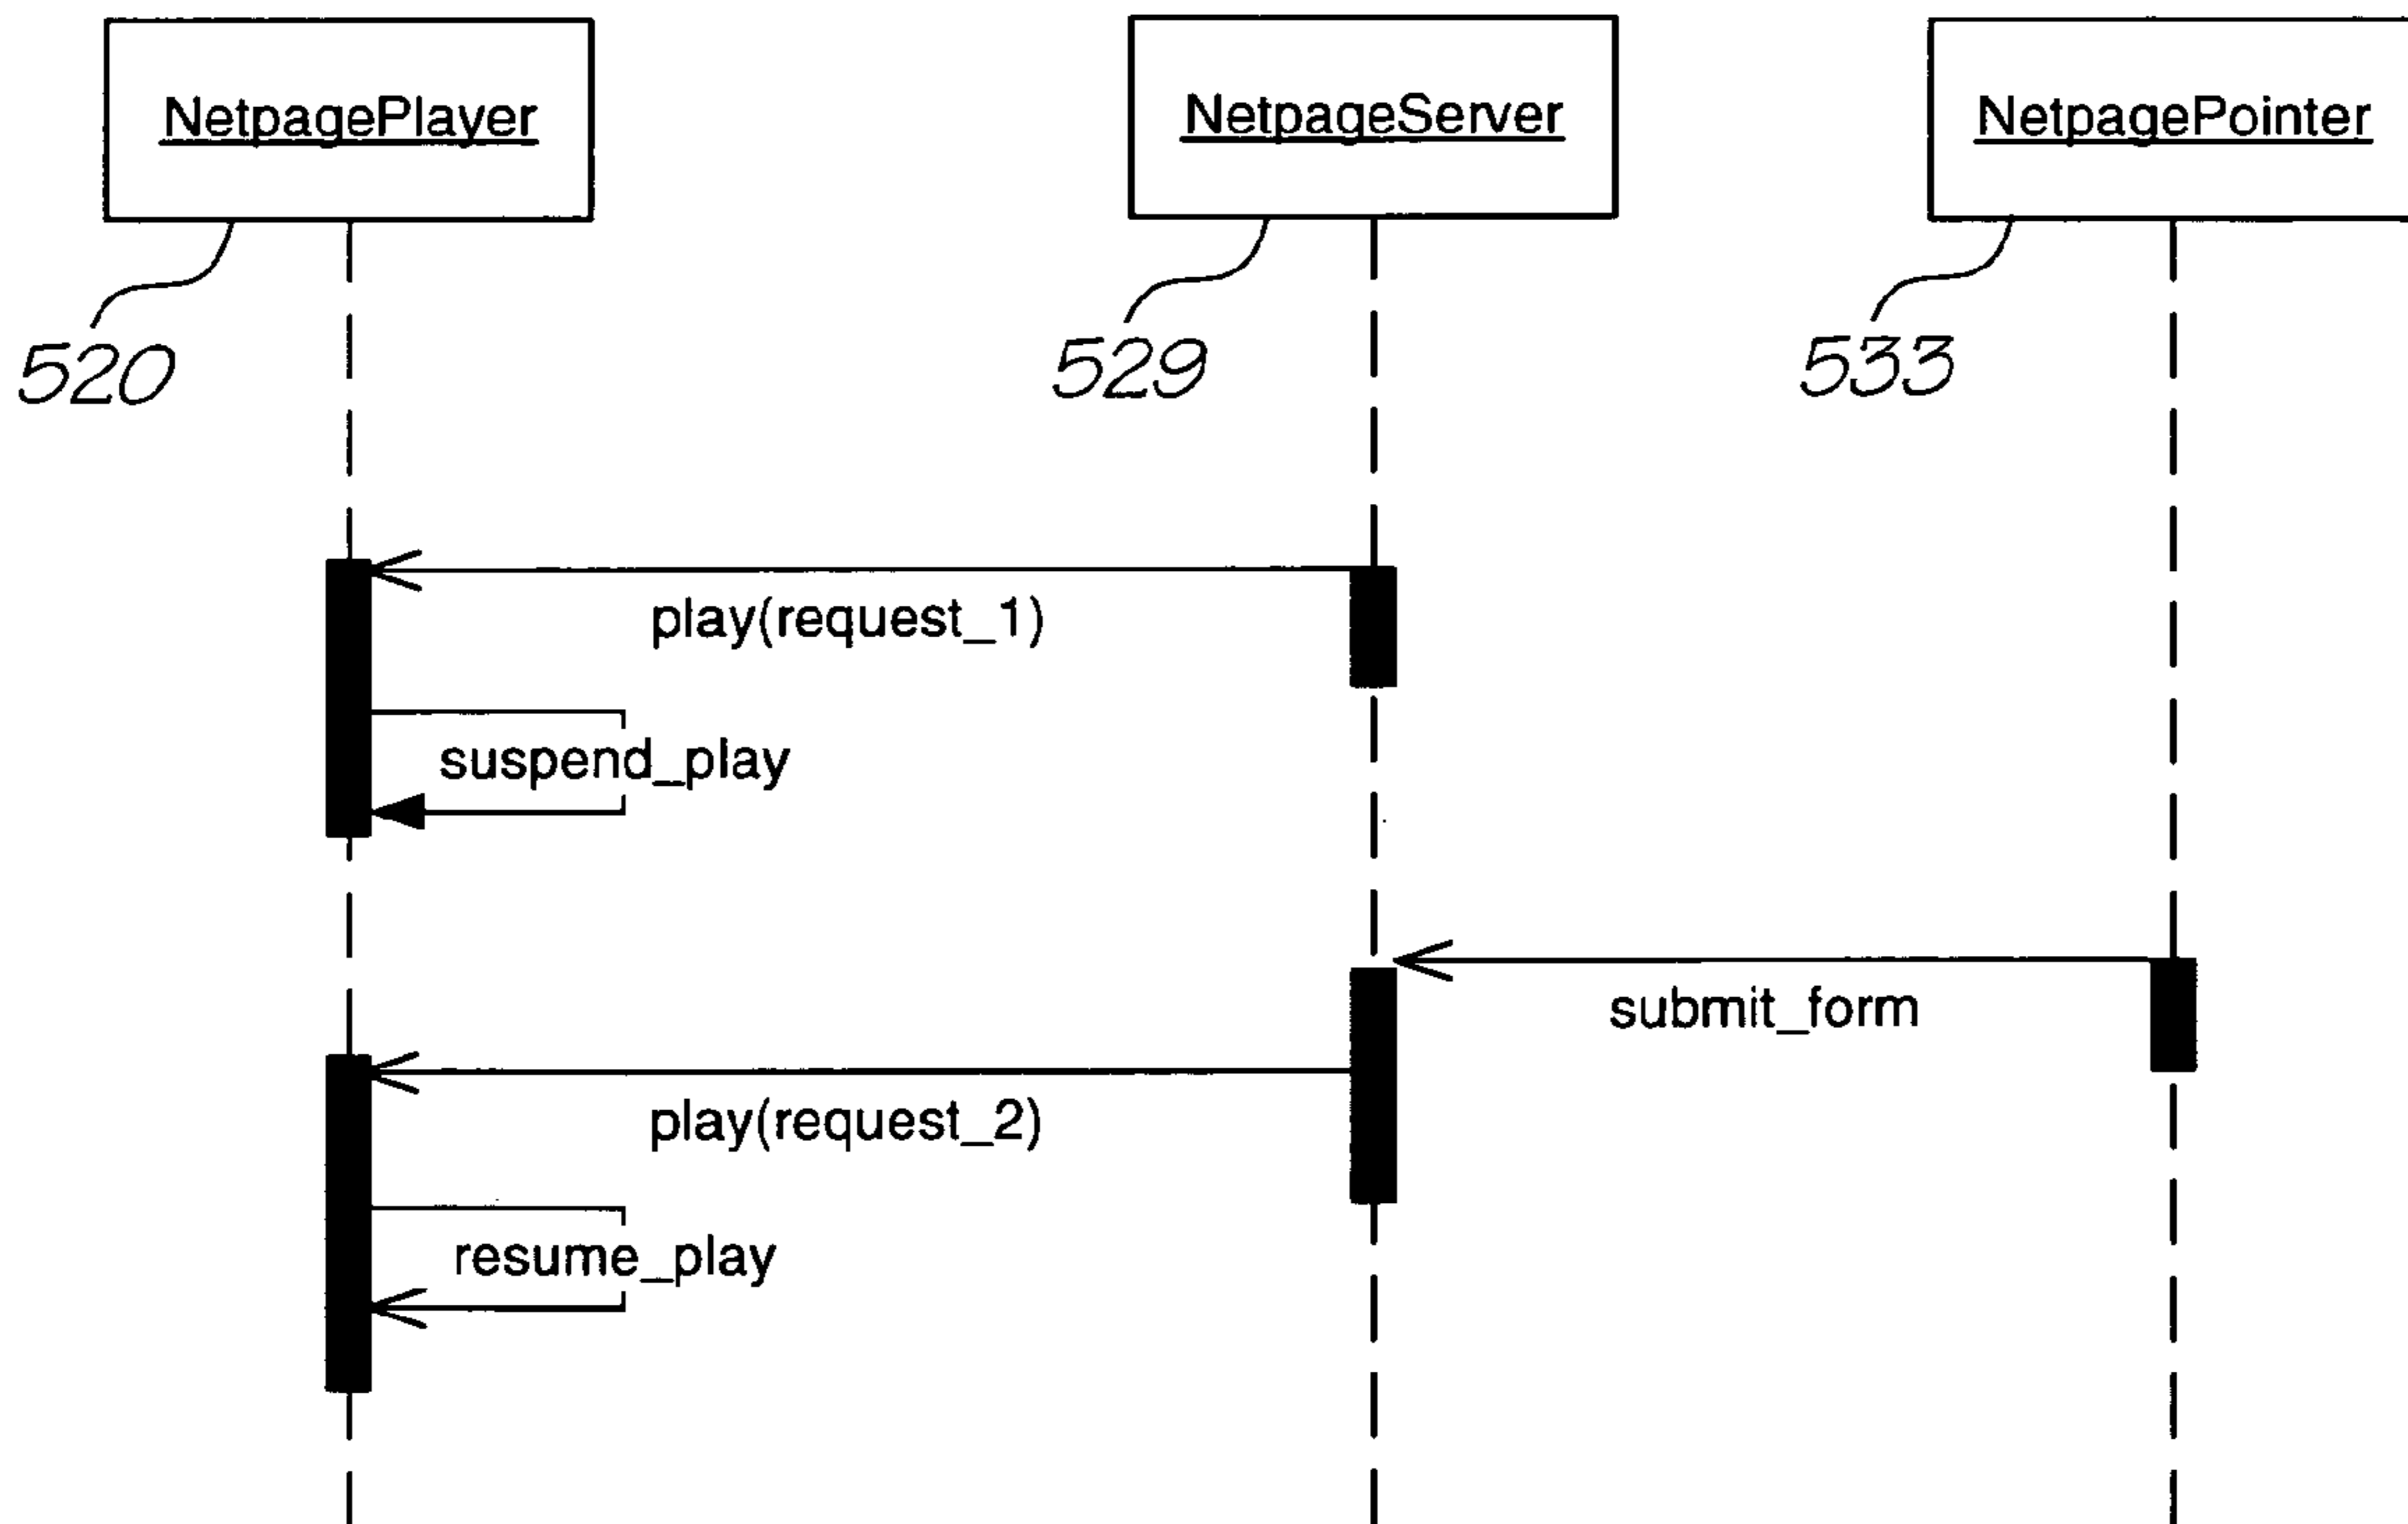 NetpagePlayer
NetpageServer
NetpagePointer
520
529
533
play(request_1)
suspend_play
submit_form
play(request_2)
resume_play